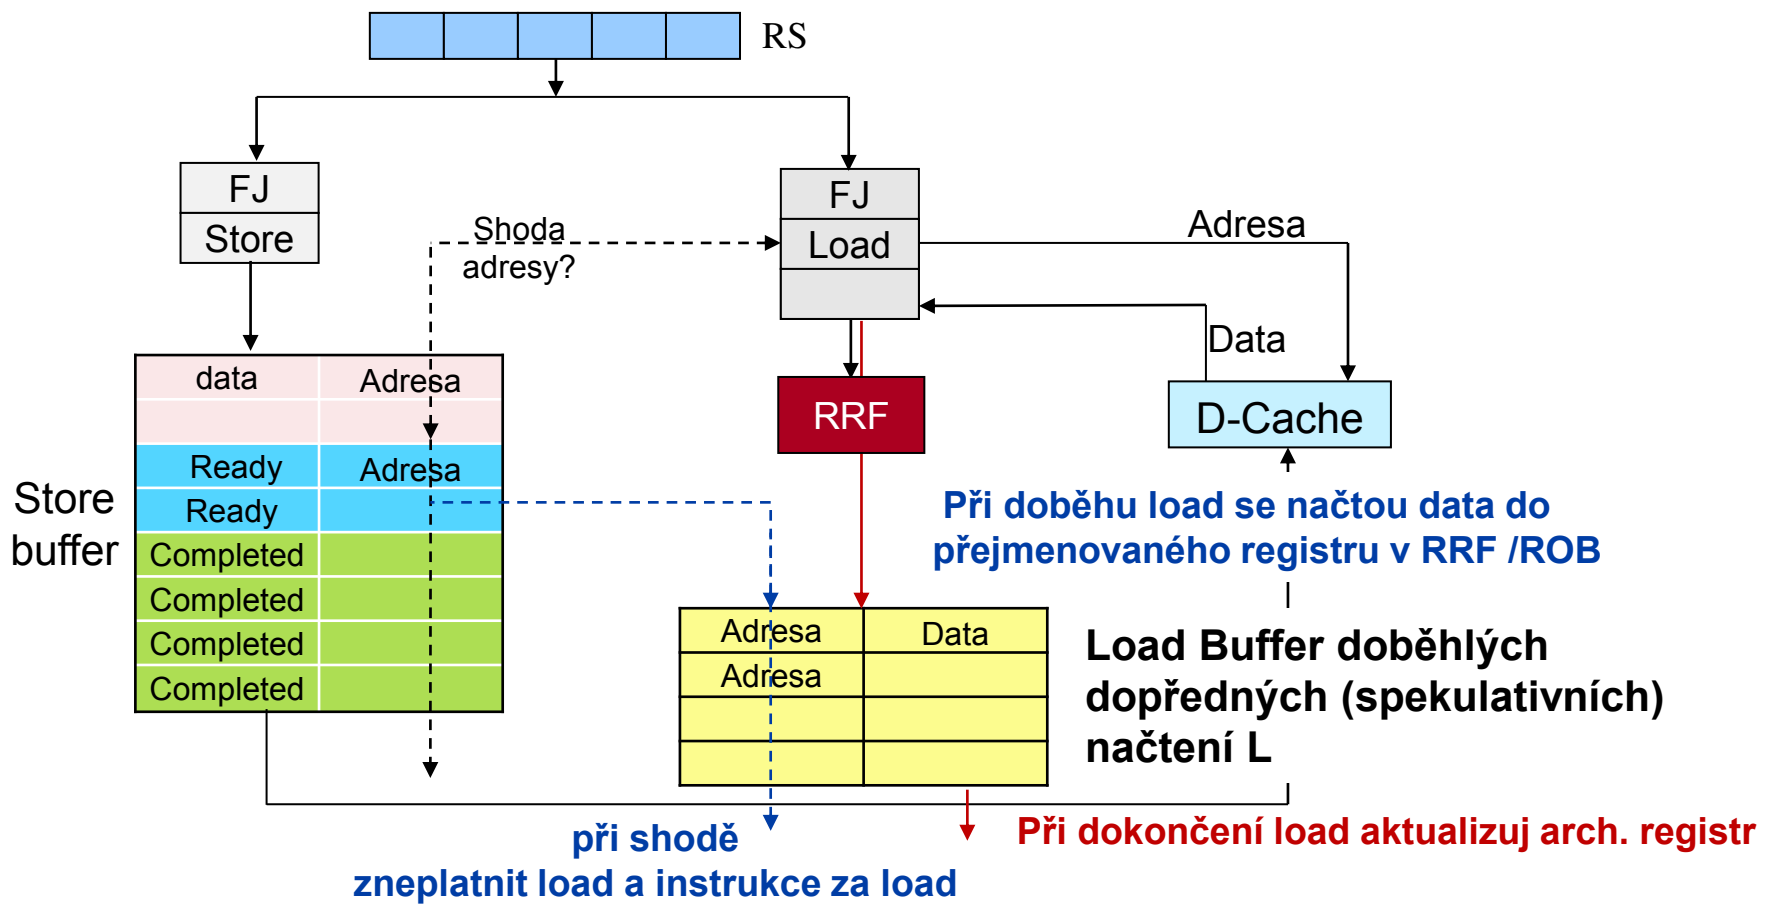 RS
FJ
Store
FJ
Load
Shoda
adresy?
Adresa
Data
data
Adresa
RRF
D-Cache
Ready
Adresa
Ready
Store
buffer
Completed
Completed
Completed
Completed
Při doběhu load se načtou data do
přejmenovaného registru v RRF /ROB
Adresa
Data
Adresa
Load Buffer doběhlých
dopředných (spekulativních)
načtení L
při shodě
zneplatnit load a instrukce za load
Při dokončení load aktualizuj arch. registr